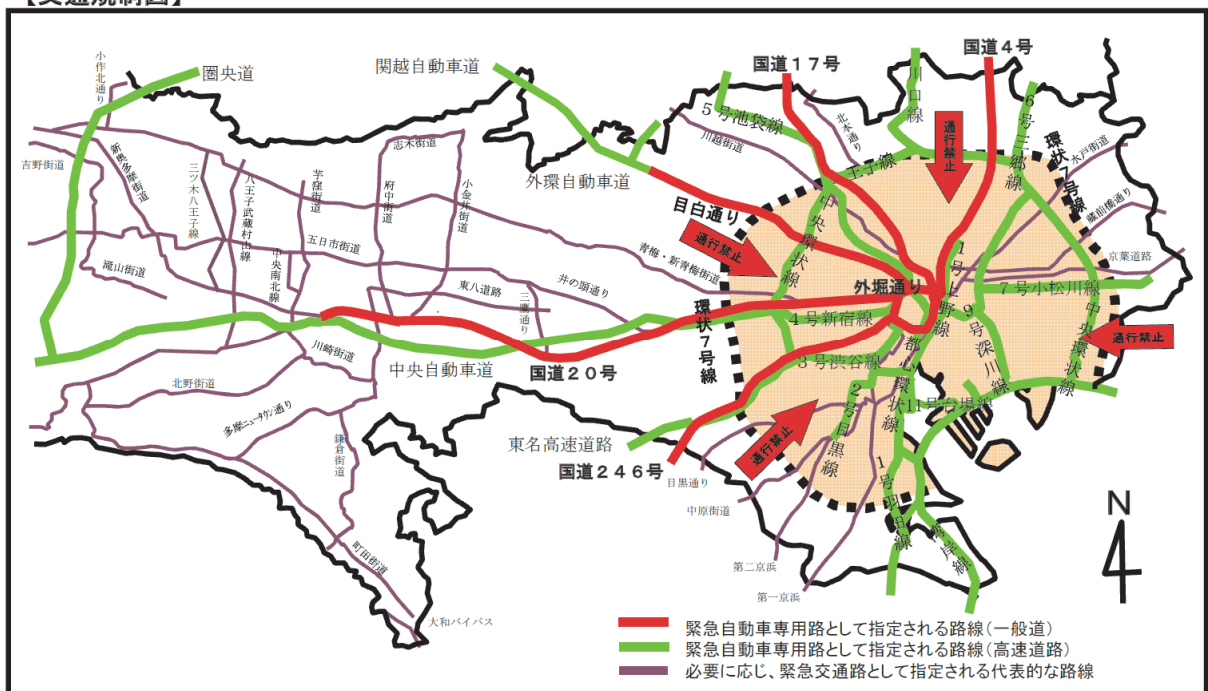 【交通規制図】
小作北通り
圏央道
関越自動車道
国道17号
国道4号
川口線
6号三郷線
5号池袋線
北本通り
川越街道
王子線
通行禁止
環状7号線
水戸街道
蔵前橋通り
京葉道路
吉野街道
新奥多摩街道
三ツ木八王子線
八王子武蔵村山線
芋窪街道
志木街道
府中街道
小金井街道
外環自動車道
目白通り
中央環状線
通行禁止
五日市街道
中央南北線
滝山街道
東八道路
三鷹通り
井の頭通り
青梅・新青梅街道
外堀通り
1号上野線
7号小松川線
環状7号線
4号新宿線
9号深川線
中央環状線
通行禁止
川崎街道
中央自動車道
国道20号
3号渋谷線
都心環状線
北野街道
多摩ニュータウン通り
2号目黒線
11号台場線
鎌倉街道
東名高速道路
通行禁止
国道246号
目黒通り
中原街道
1号羽田線
湾岸線
N
町田街道
第二京浜
第一京浜
大和バイパス
緊急自動車専用路として指定される路線(一般道)
緊急自動車専用路として指定される路線(高速道路)
必要に応じ、緊急交通路として指定される代表的な路線